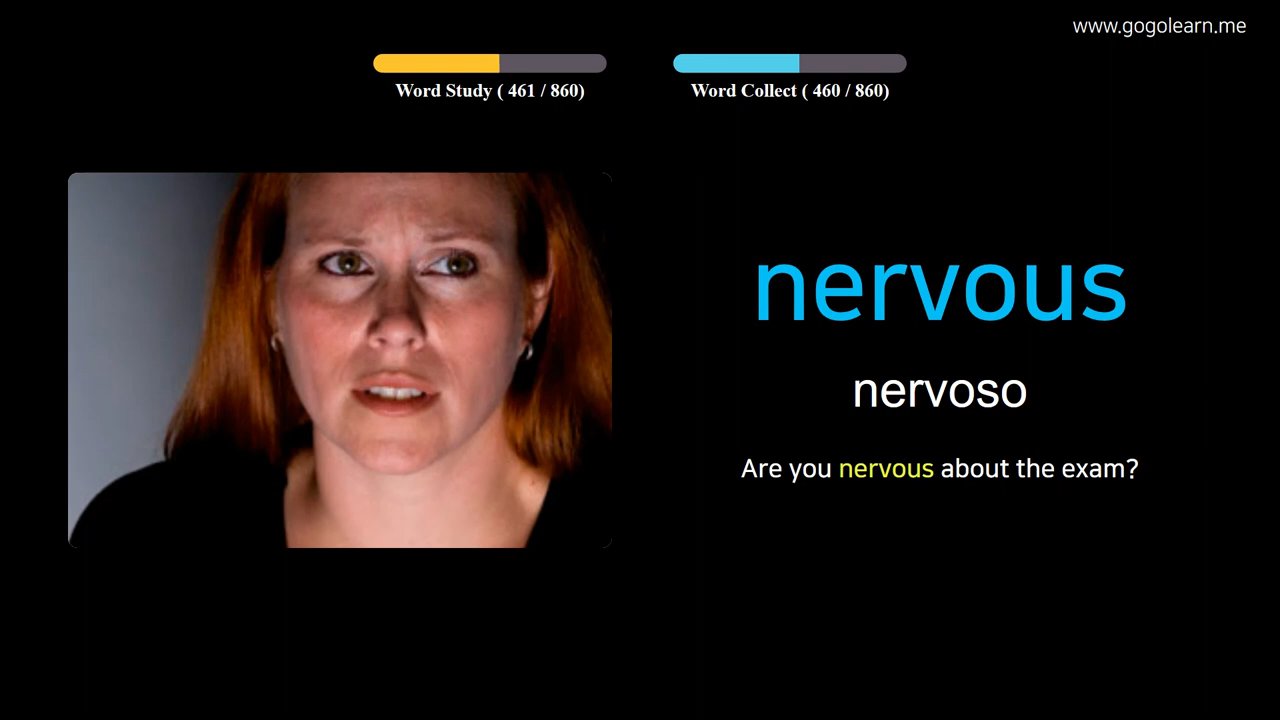 www.gogolearn.me
Word Study ( 461 / 860)
Word Collect ( 460 / 860)
nervous
nervoso
Are you nervous about the exam?